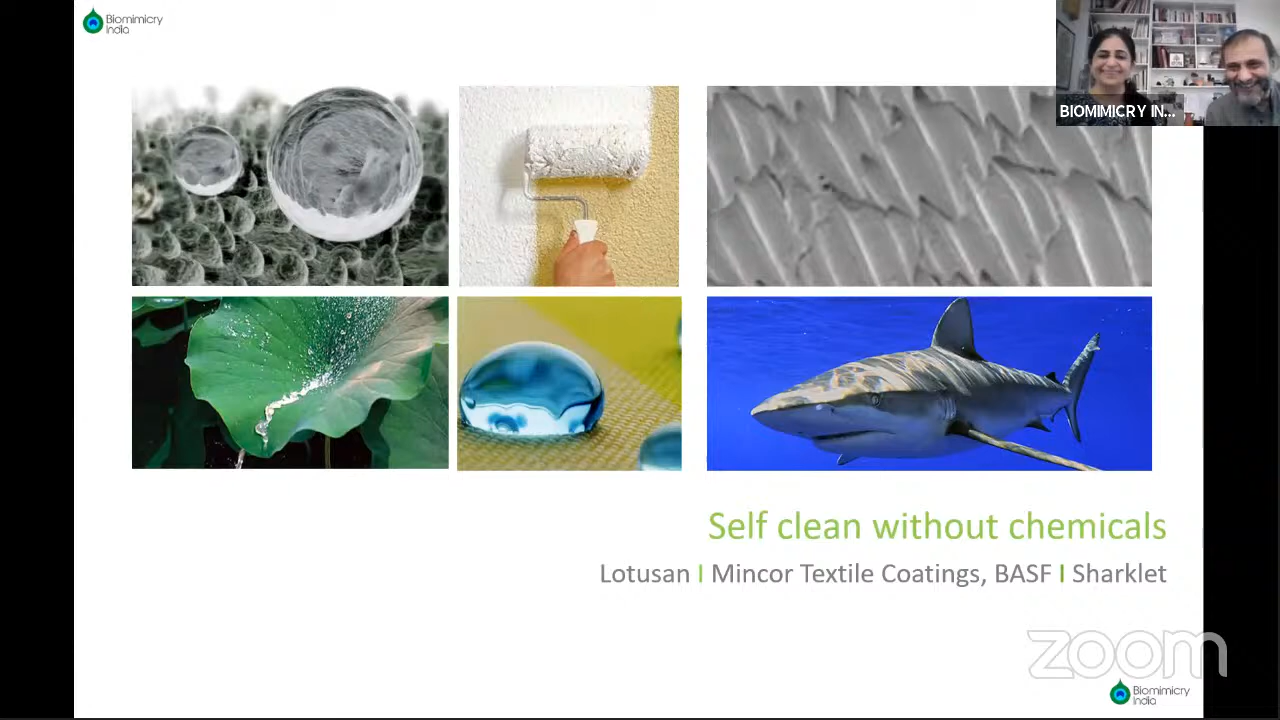 Biomimicry
India
BIOMIMICRY IN...
Self clean without chemicals
Lotusan I Mincor Textile Coatings, BASF I Sharklet
zoom
Biomimicry
India